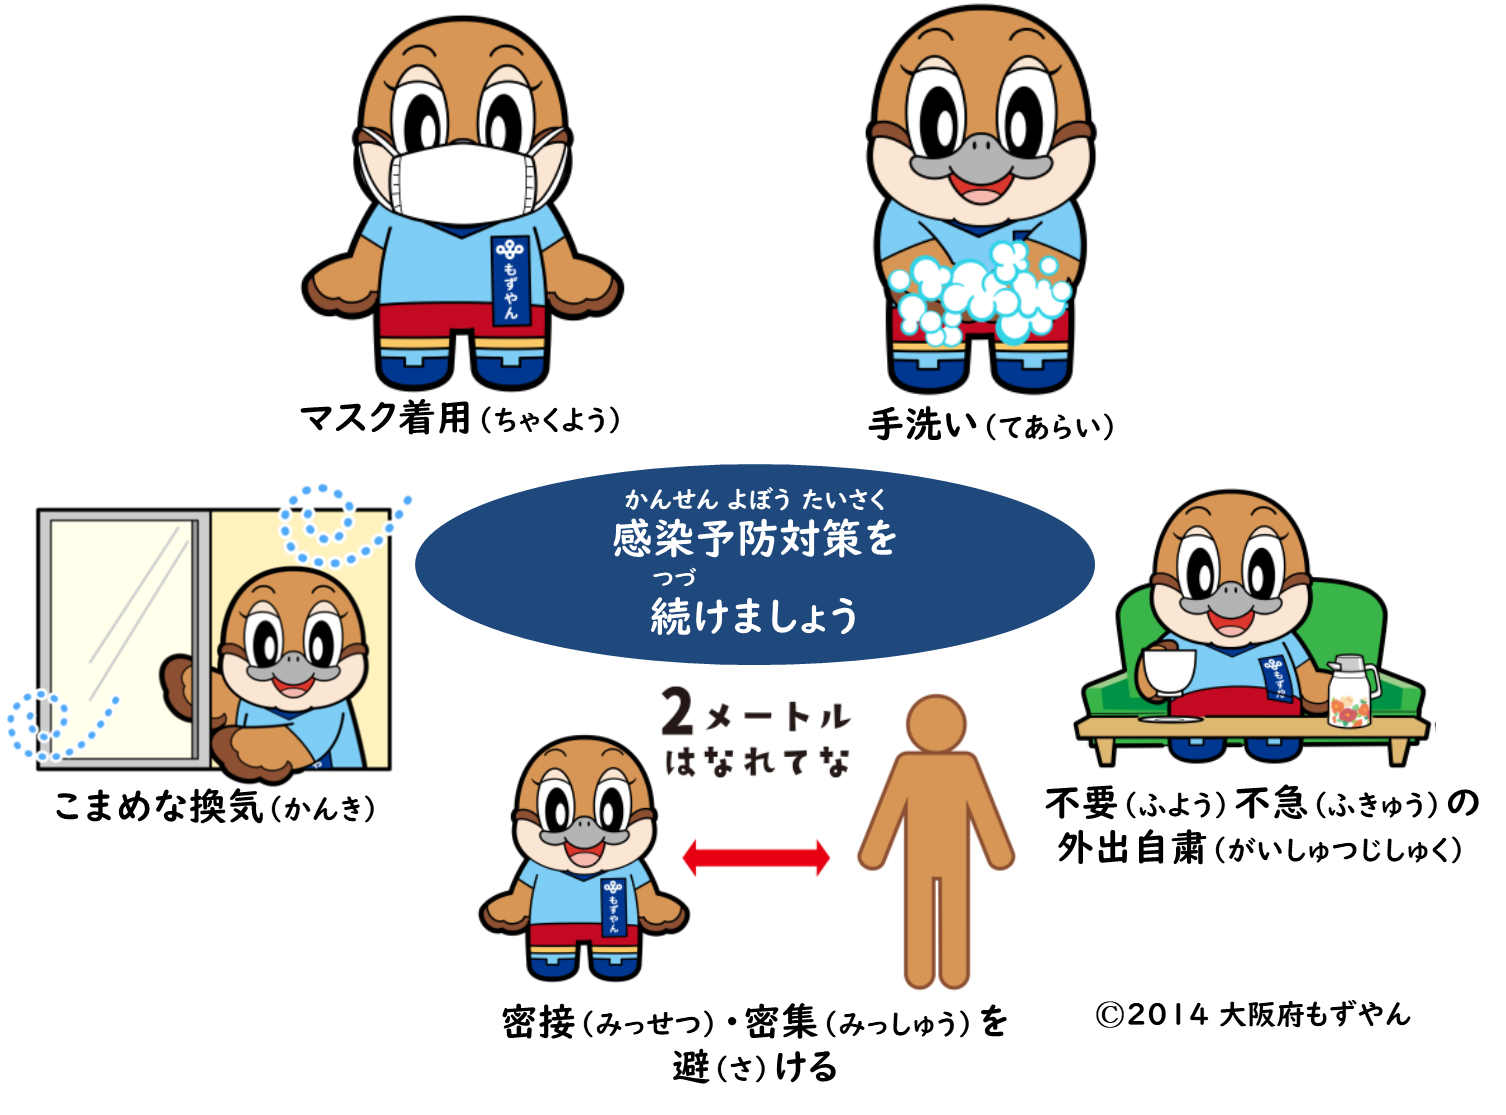 もずやん
マスク着用（ちゃくよう）
手洗い（てあらい）
かんせん よぼう たいさく
感染予防対策を
つづ
続けましょう
こまめな換気（かんき）
2メートル
はなれてな
もずやん
もずや
不要（ふよう）不急（ふきゅう）の
外出自粛（がいしゅつじしゅく）
密接（みっせつ）・密集（みっしゅう）を
避（さ）ける
©2014 大阪府もずやん